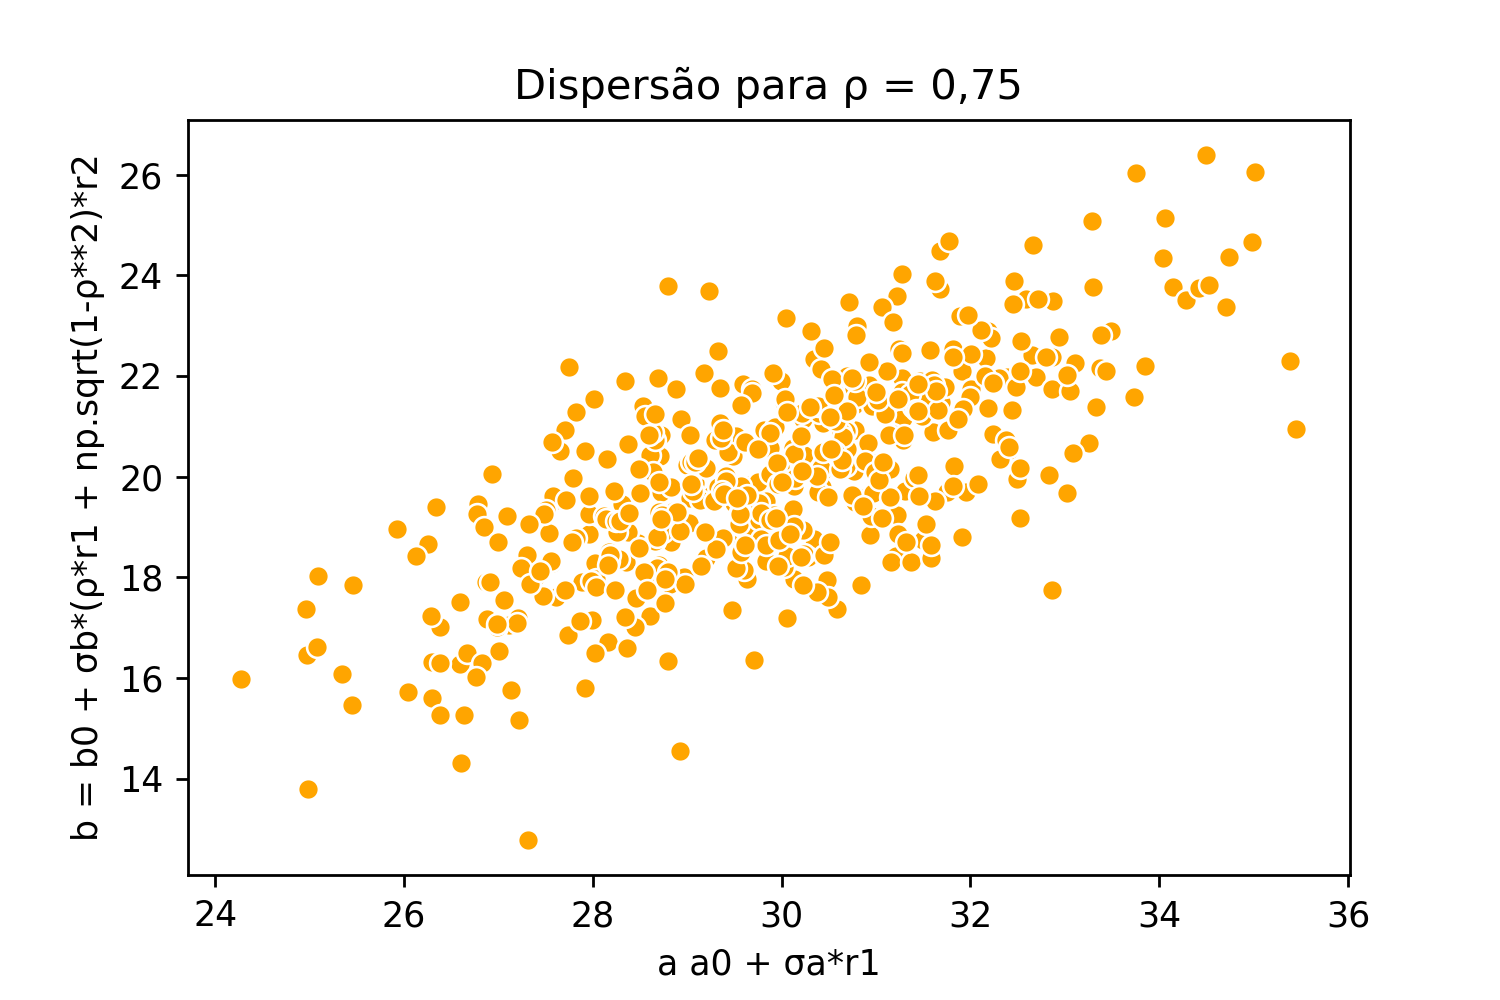 Dispersão para ρ = 0,75
b = b0 + σb*(ρ*r1 + np.sqrt(1-ρ**2)*r2
26
24
22
20
18
16
14
24 26 28 30 32 34 36
a a0 + σa*r1